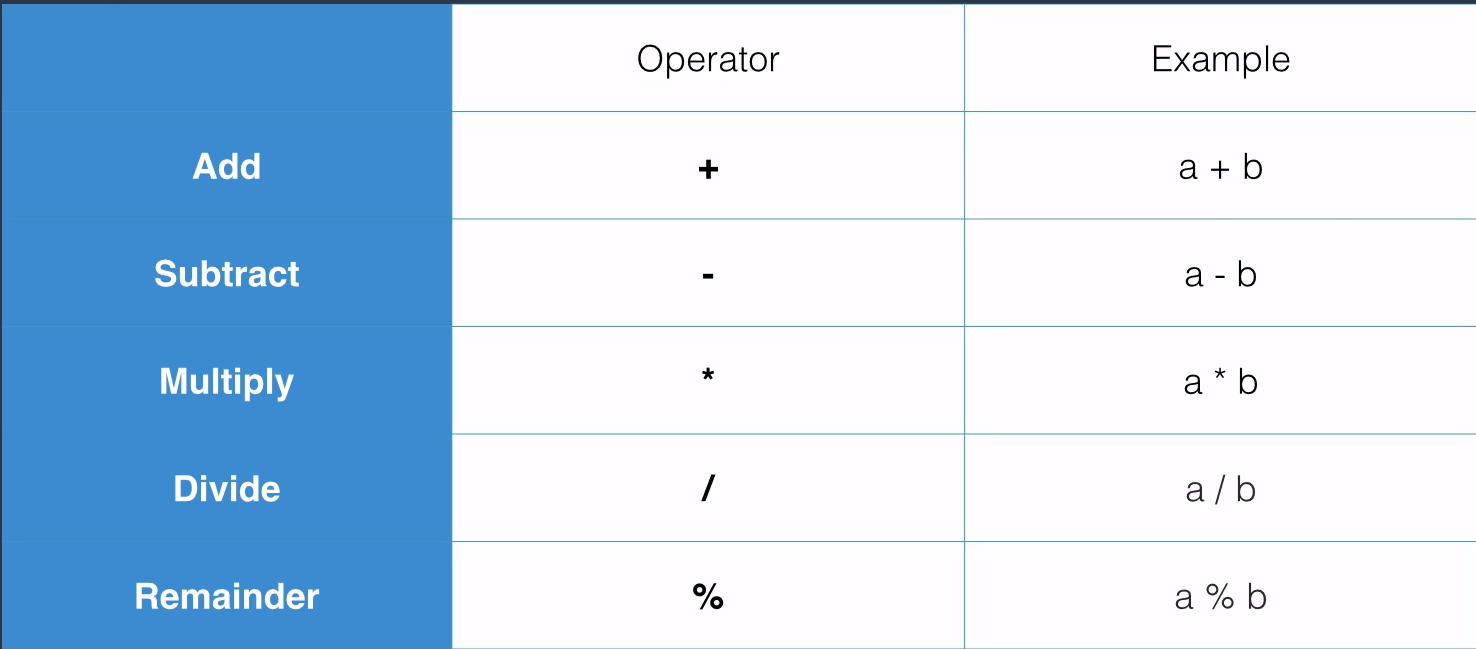 Operator Example
Add + a + b
Subtract - a - b
Multiply * a * b
Divide / a / b
Remainder % a % b